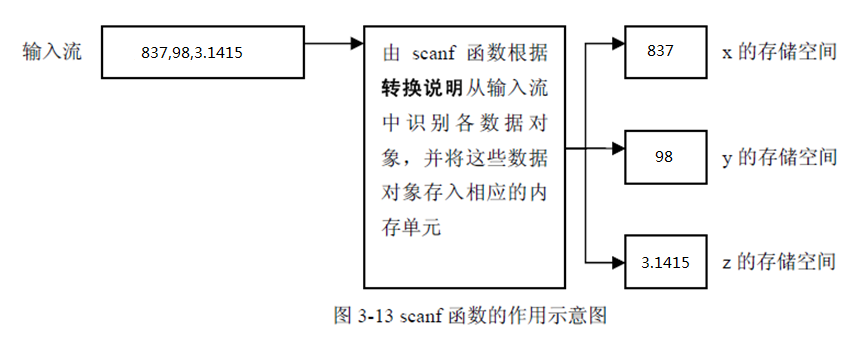 输入流
837,98,3.1415
由 scanf 函数根据
转换说明从输入流
中识别各数据对
象，并将这些数据
对象存入相应的内
存单元
837
x 的存储空间
98
y 的存储空间
3.1415
z 的存储空间
图 3-13 scanf 函数的作用示意图